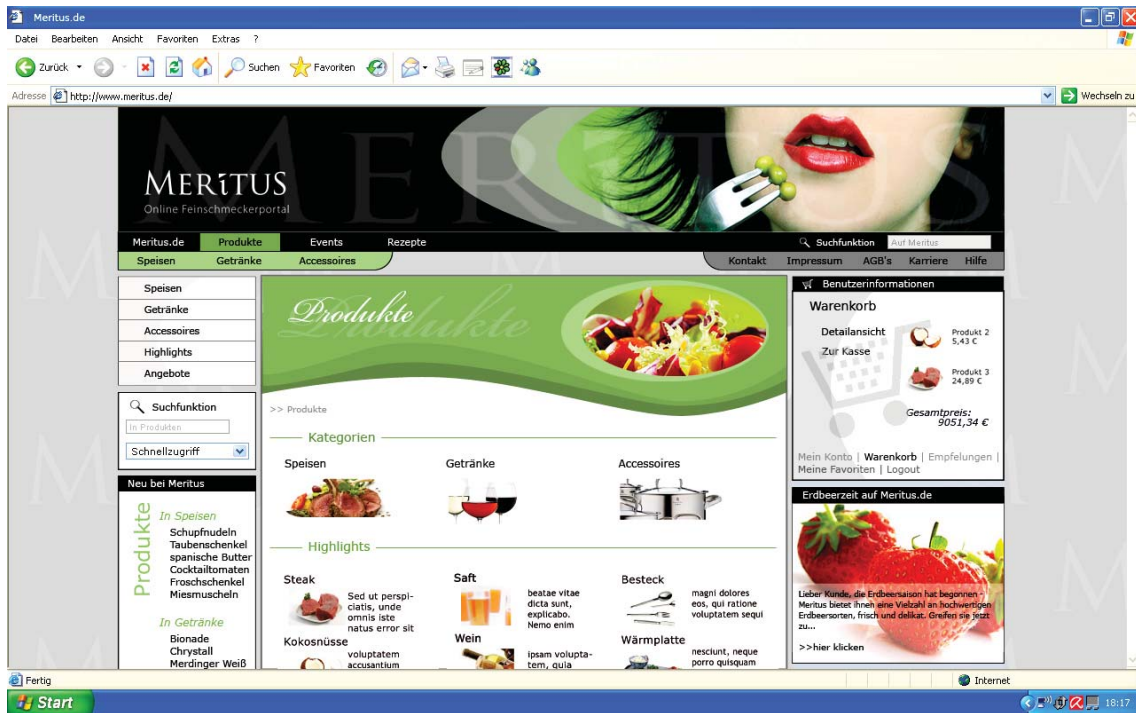 Meritus.de
Datei Bearbeiten Ansicht Favoriten Extras ?
Zurück Suchen Favoriten
Adresse http://www.meritus.de/ Wechseln zu
MERITUS
MERiTUS
Online Feinschmeckerportal
Meritus.de Produkte Events Rezepte Suchfunktion Auf Meritus
Speisen Getränke Accessoires Kontakt Impressum AGB's Karriere Hilfe
Speisen
Getränke
Accessoires
Highlights
Angebote
Suchfunktion
In Produkten
Schnellzugriff
Neu bei Meritus
Produkte
In Speisen
Schupfnudeln
Taubenschenkel
spanische Butter
Cocktailtomaten
Froschschenkel
Miesmuscheln
In Getränke
Bionade
Chrystall
Merdinger Weiß
Produkte
>> Produkte
Kategorien
Speisen Getränke Accessoires
Highlights
Steak
Sed ut perspi-
ciatis, unde
omnis iste
natus error sit
Kokosnüsse
voluptatem
accusantium
Saft
beatae vitae
dicta sunt,
explicabo.
Nemo enim
Wein
ipsam volupta-
tem, quia
Besteck
magni dolores
eos, qui ratione
voluptatem sequi
Wärmplatte
nesciunt, neque
porro quisquam
Benutzerinformationen
Warenkorb
Detailansicht
Zur Kasse
Produkt 2
5,43 €
Produkt 3
24,89 €
Gesamtpreis:
9051,34 €
Mein Konto | Warenkorb | Empfelungen |
Meine Favoriten | Logout
Erdbeerzeit auf Meritus.de
Lieber Kunde, die Erdbeersaison hat begonnen -
Meritus bietet ihnen eine Vielzahl an hochwertigen
Erdbeersorten, frisch und delikat. Greifen sie jetzt
zu...
>>hier klicken
Fertig Internet
Start 18:17